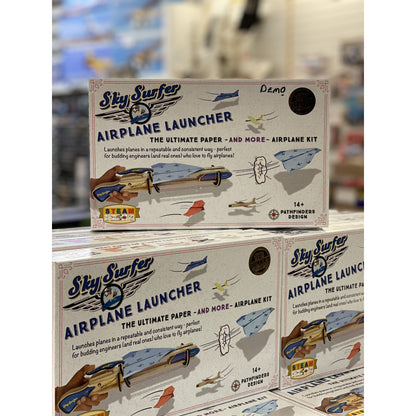 Demo
Sky Surfer
AIRPLANE LAUNCHER
THE ULTIMATE PAPER ~AND MORE~ AIRPLANE KIT
Launches planes in a repeatable and consistent way - perfect
for budding engineers (and real ones) who love to fly airplanes!
STEAM
14+
PATHFINDERS
DESIGN
Sky Surfer
AIRPLANE LAUNCHER
THE ULTIMATE PAPER ~AND MORE~ AIRPLANE KIT
Launches planes in a repeatable and consistent way - perfect
for budding engineers (and real ones) who love to fly airplanes!
14+
PATHFINDERS
DESIGN
Sky Surfer
AIRPLANE LAUNCHER
THE ULTIMATE
Launches planes in a
for budding engineers
STEAM